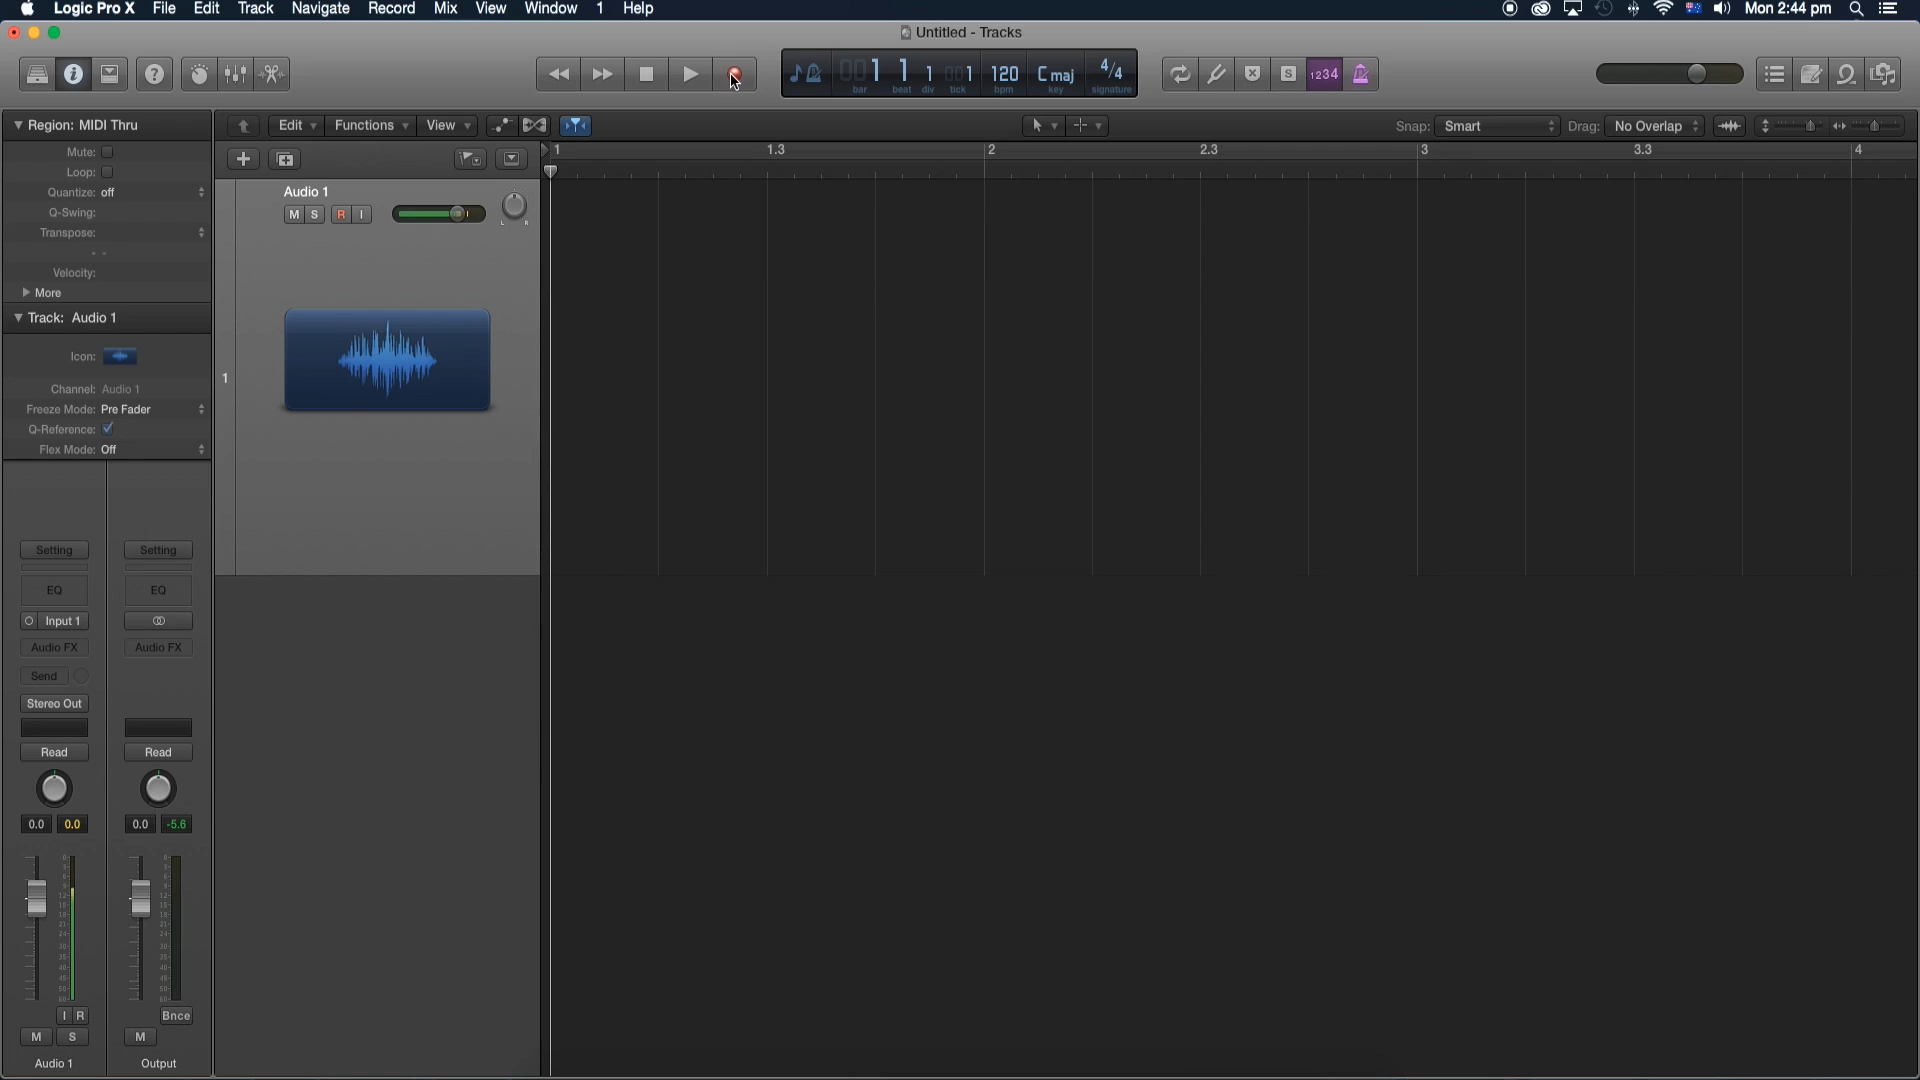 Logic Pro X File Edit Track Navigate Record Mix View Window 1 Help Mon 2:44 pm
Untitled - Tracks
1 1 1 1 120 Cmaj 4/4
bar beat div tick bpm key signature
S 1234
Region: MIDI Thru
Edit Functions View Snap: Smart Drag: No Overlap
Mute:
Loop:
Quantize: off
Q-Swing:
Transpose:
- -
Velocity:
More
Track: Audio 1
Icon:
Channel: Audio 1
Freeze Mode: Pre Fader
Q-Reference:
Flex Mode: Off
1 1.3 2 2.3 3 3.3 4
Audio 1
M S R I
L R
1
Setting Setting
EQ EQ
Input 1
Audio FX Audio FX
Send
Stereo Out
Read Read
0.0 0.0 0.0 -5.6
I R Bnce
M S M
Audio 1 Output